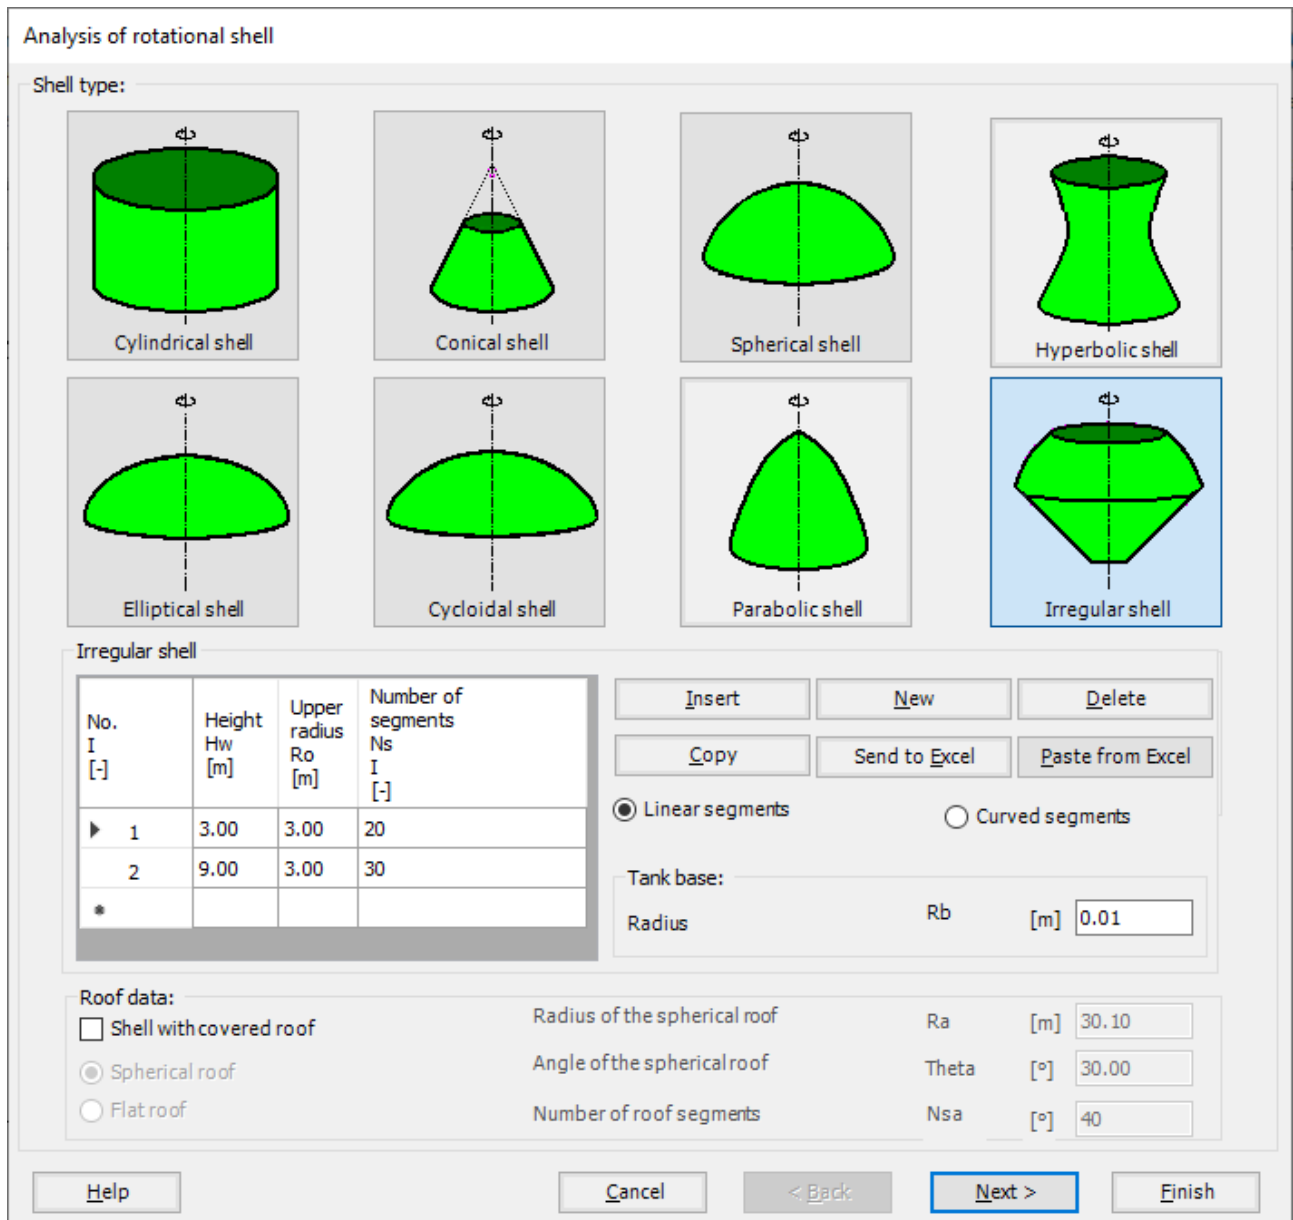 Analysis of rotational shell
Shell type:
Cylindrical shell
Conical shell
Spherical shell
Hyperbolic shell
Elliptical shell
Cycloidal shell
Parabolic shell
Irregular shell
Irregular shell
No.
I
[-]
Height
Hw
[m]
Upper
radius
Ro
[m]
Number of
segments
Ns
I
[-]
1 3.00 3.00 20
2 9.00 3.00 30
*
Insert New Delete
Copy Send to Excel Paste from Excel
Linear segments Curved segments
Tank base:
Radius Rb [m] 0.01
Roof data:
Shell with covered roof
Spherical roof
Flat roof
Radius of the spherical roof Ra [m] 30.10
Angle of the spherical roof Theta [°] 30.00
Number of roof segments Nsa [°] 40
Help Cancel < Back Next > Finish